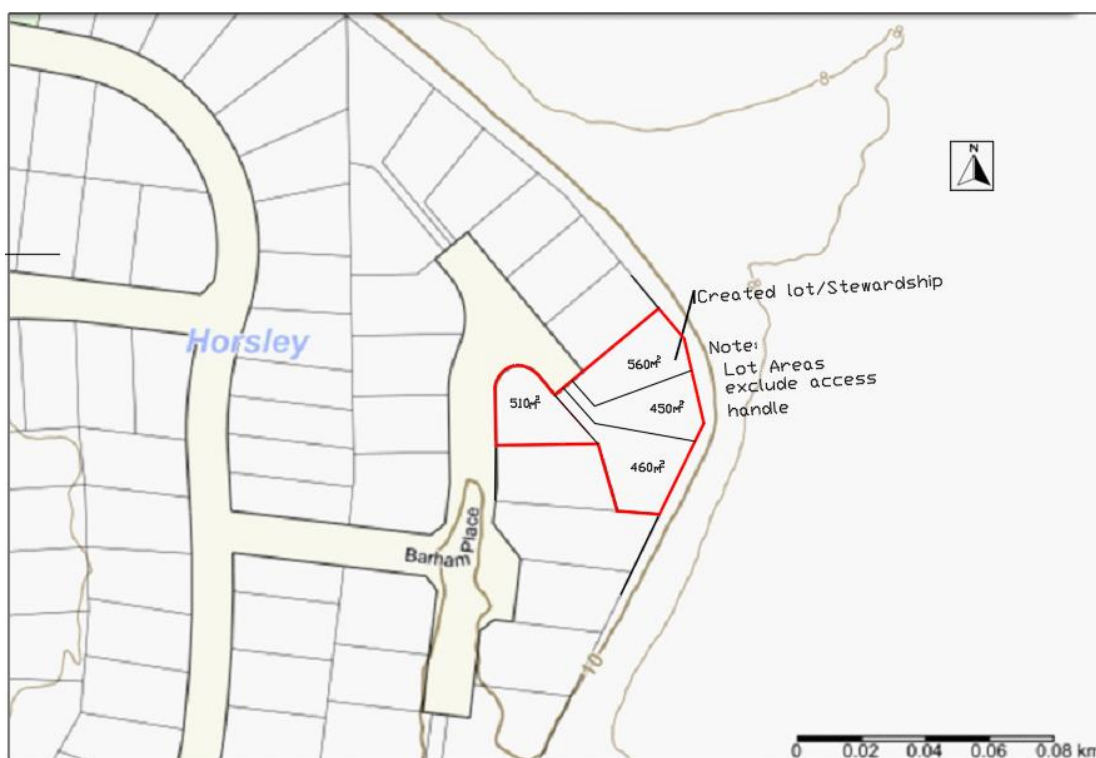 8
8
N
8
Created lot/Stewardship
Horsley
Note:
Lot Areas
exclude access
handle
560m²
510m²
450m²
460m²
Barham Place
10
0 0.02 0.04 0.06 0.08 km